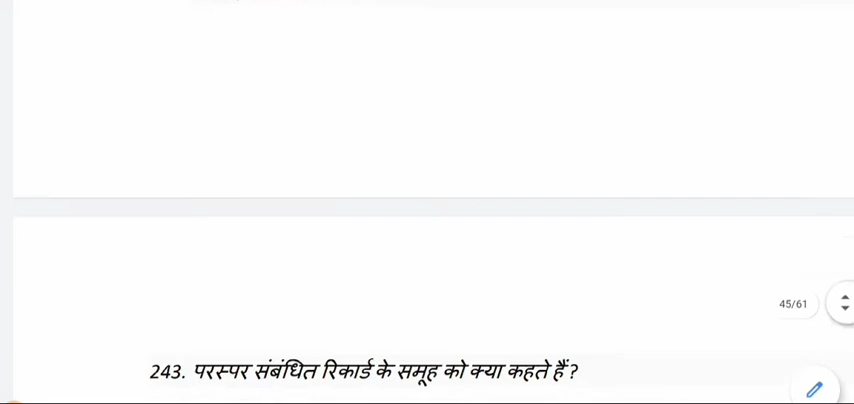 45/61
243. परस्पर संबंधित रिकार्ड के समूह को क्या कहते हैं?